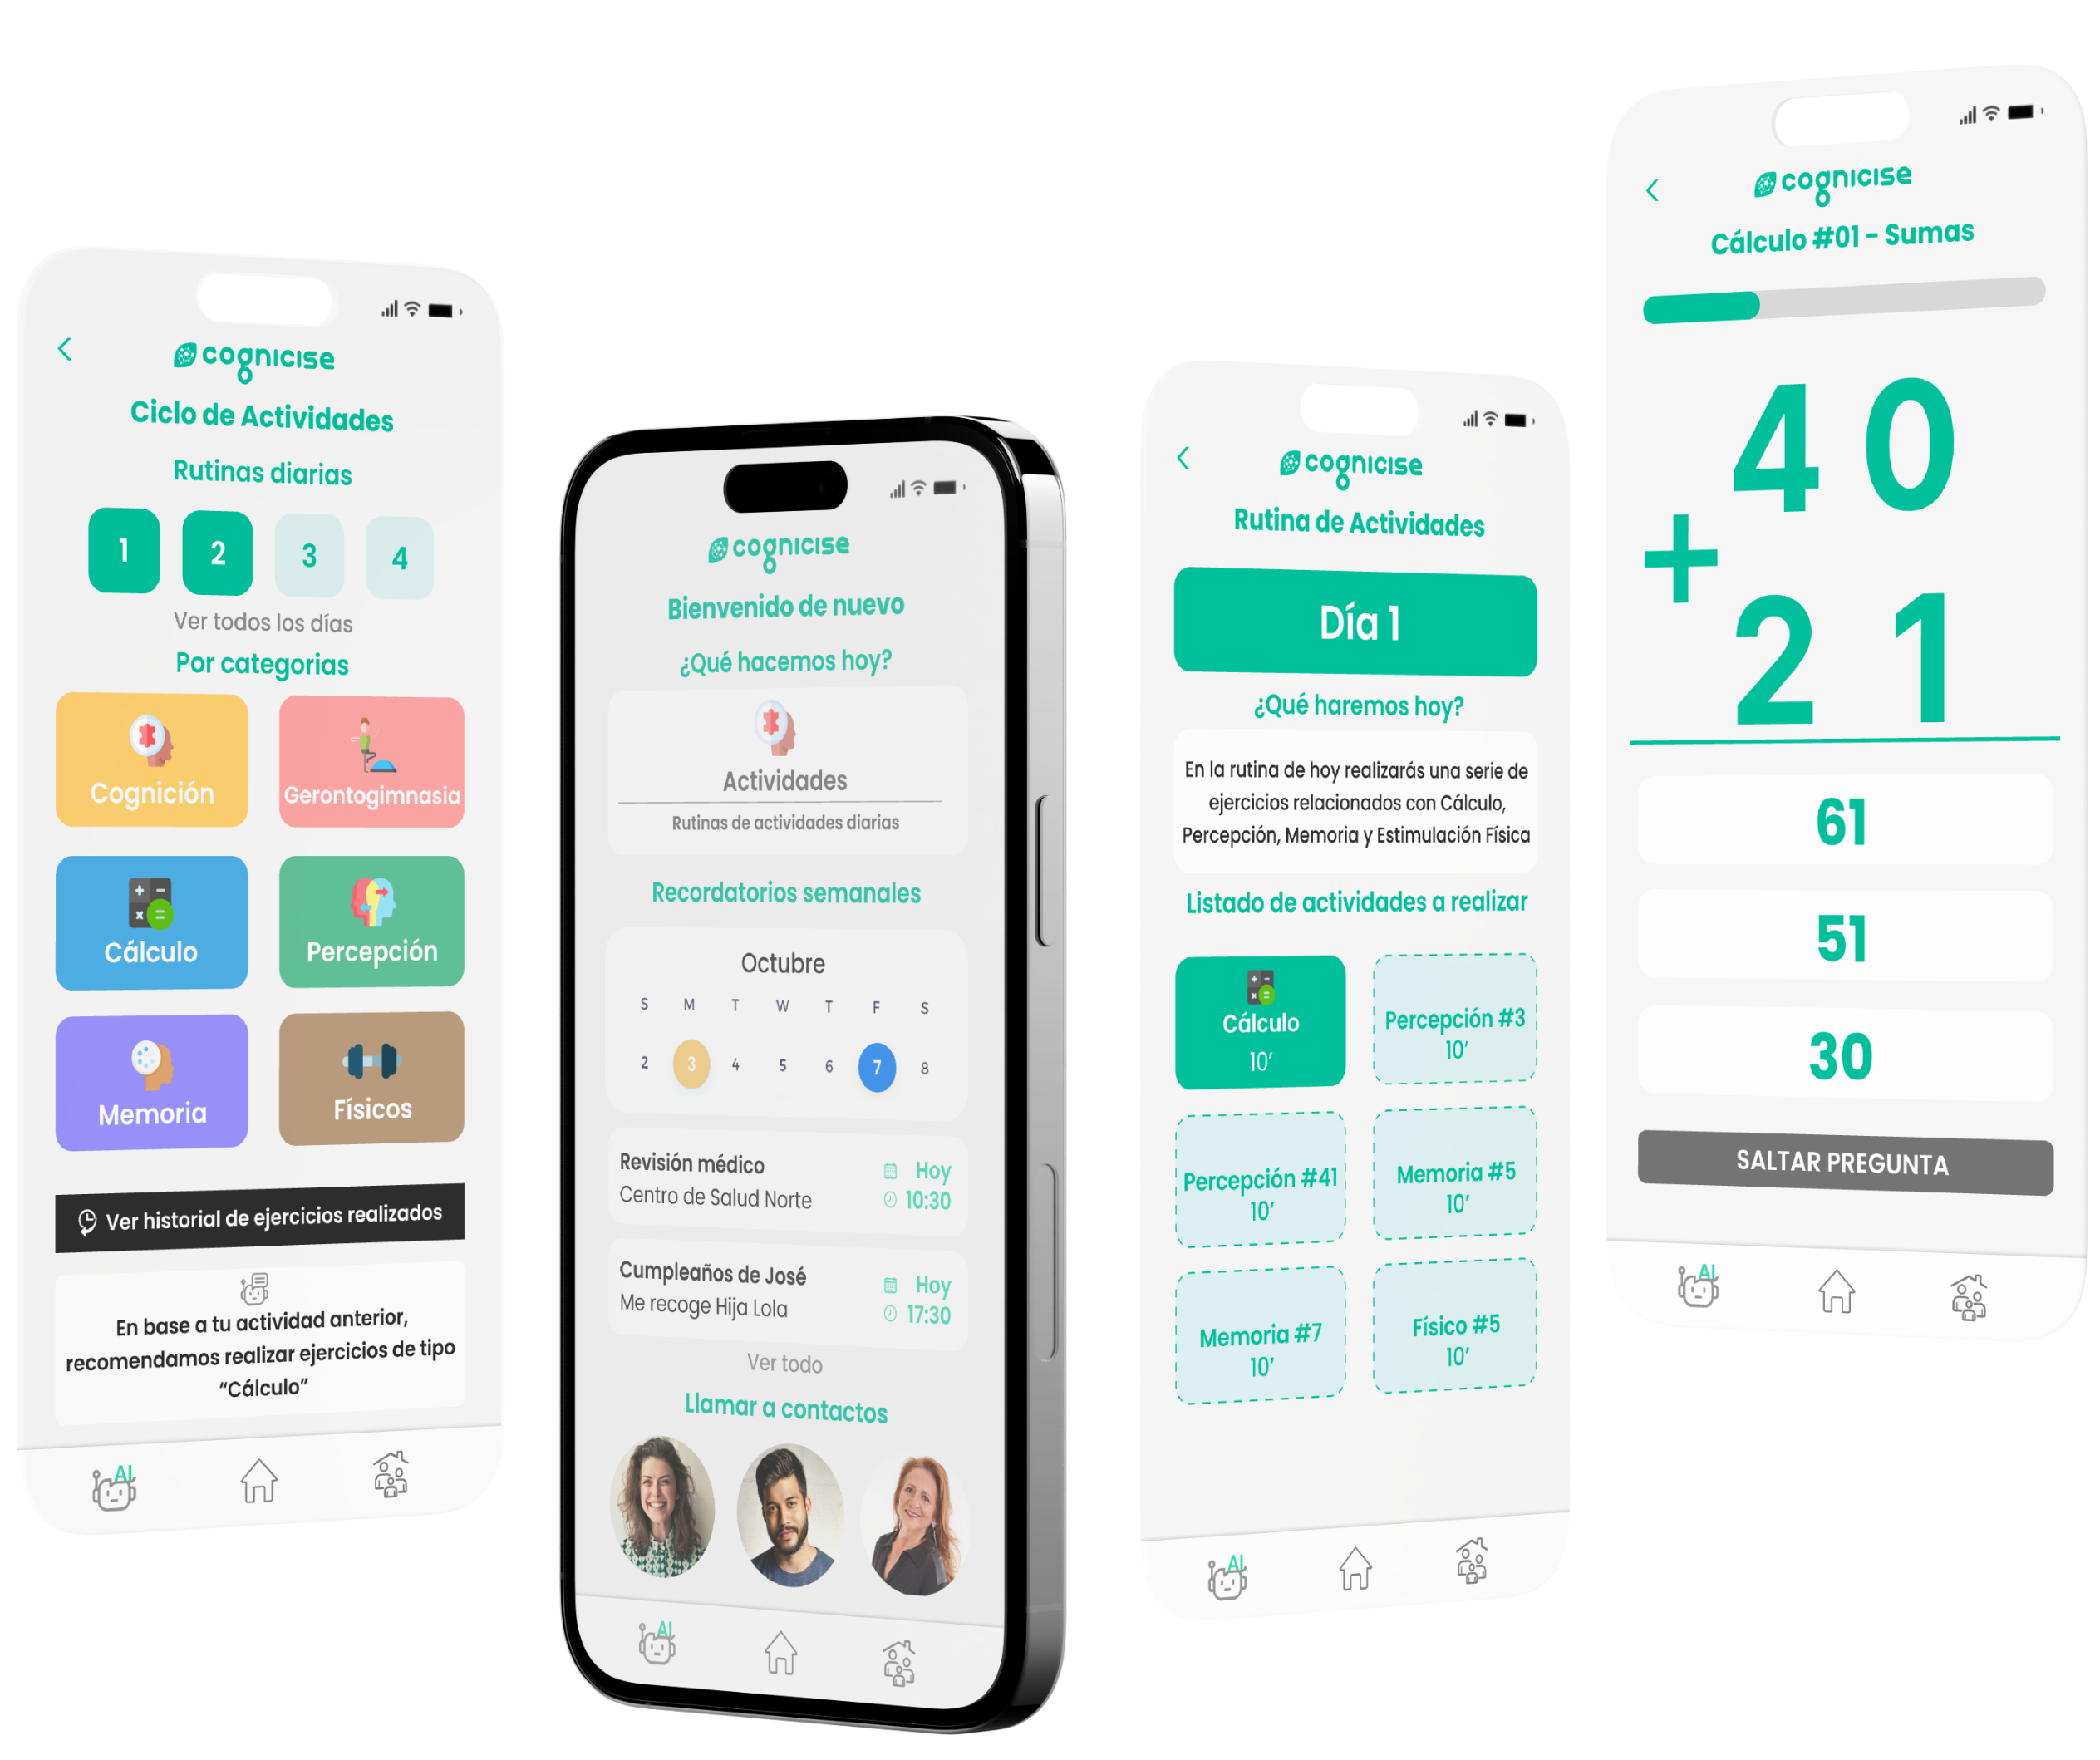 cognicise
Ciclo de Actividades
Rutinas diarias
1 2 3 4
Ver todos los días
Por categorias
Cognición
Gerontogimnasia
Cálculo
Percepción
Memoria
Físicos
Ver historial de ejercicios realizados
En base a tu actividad anterior,
recomendamos realizar ejercicios de tipo
“Cálculo”
AI
cognicise
Bienvenido de nuevo
¿Qué hacemos hoy?
Actividades
Rutinas de actividades diarias
Recordatorios semanales
Octubre
S M T W T F S
2 3 4 5 6 7 8
Revisión médico
Hoy
Centro de Salud Norte
10:30
Cumpleaños de José
Hoy
Me recoge Hija Lola
17:30
Ver todo
Llamar a contactos
AI
cognicise
Rutina de Actividades
Día 1
¿Qué haremos hoy?
En la rutina de hoy realizarás una serie de
ejercicios relacionados con Cálculo,
Percepción, Memoria y Estimulación Física
Listado de actividades a realizar
Cálculo
10’
Percepción #3
10’
Percepción #41
10’
Memoria #5
10’
Memoria #7
10’
Físico #5
10’
AI
cognicise
Cálculo #01 - Sumas
40
+
21
61
51
30
SALTAR PREGUNTA
AI